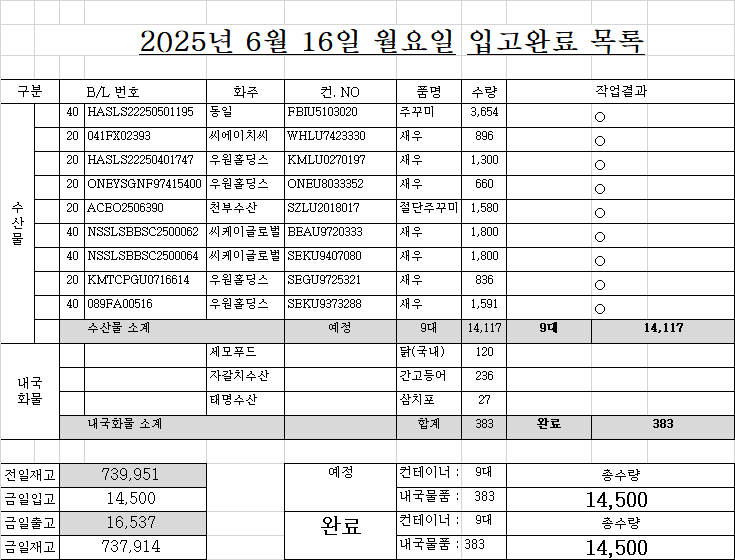 2025년 6월 16일 월요일 입고완료 목록
구분 B/L 번호 화주 컨. NO 품명 수량 작업결과
수산물
40 HASLS22250501195 동일 FBIU5103020 주꾸미 3,654 ○
20 041FX02393 씨에이치씨 WHLU7423330 새우 896 ○
20 HASLS22250401747 우원홀딩스 KMLU0270197 새우 1,300 ○
20 ONEYSGNF97415400 우원홀딩스 ONEU8033352 새우 660 ○
20 ACEO2506390 천부수산 SZLU2018017 절단주꾸미 1,580 ○
40 NSSLSBBSC2500062 씨케이글로벌 BEAU9720333 새우 1,800 ○
40 NSSLSBBSC2500064 씨케이글로벌 SEKU9407080 새우 1,800 ○
20 KMTCPGU0716614 우원홀딩스 SEGU9725321 새우 836 ○
40 089FA00516 우원홀딩스 SEKU9373288 새우 1,591 ○
수산물 소계 예정 9대 14,117 9대 14,117
내국
화물
세모푸드 닭(국내) 120
자갈치수산 간고등어 236
태명수산 삼치포 27
내국화물 소계 합계 383 완료 383
전일재고 739,951 예정 컨테이너 : 9대 총수량
금일입고 14,500 내국물품 : 383 14,500
금일출고 16,537 완료 컨테이너 : 9대 총수량
금일재고 737,914 내국물품 : 383 14,500